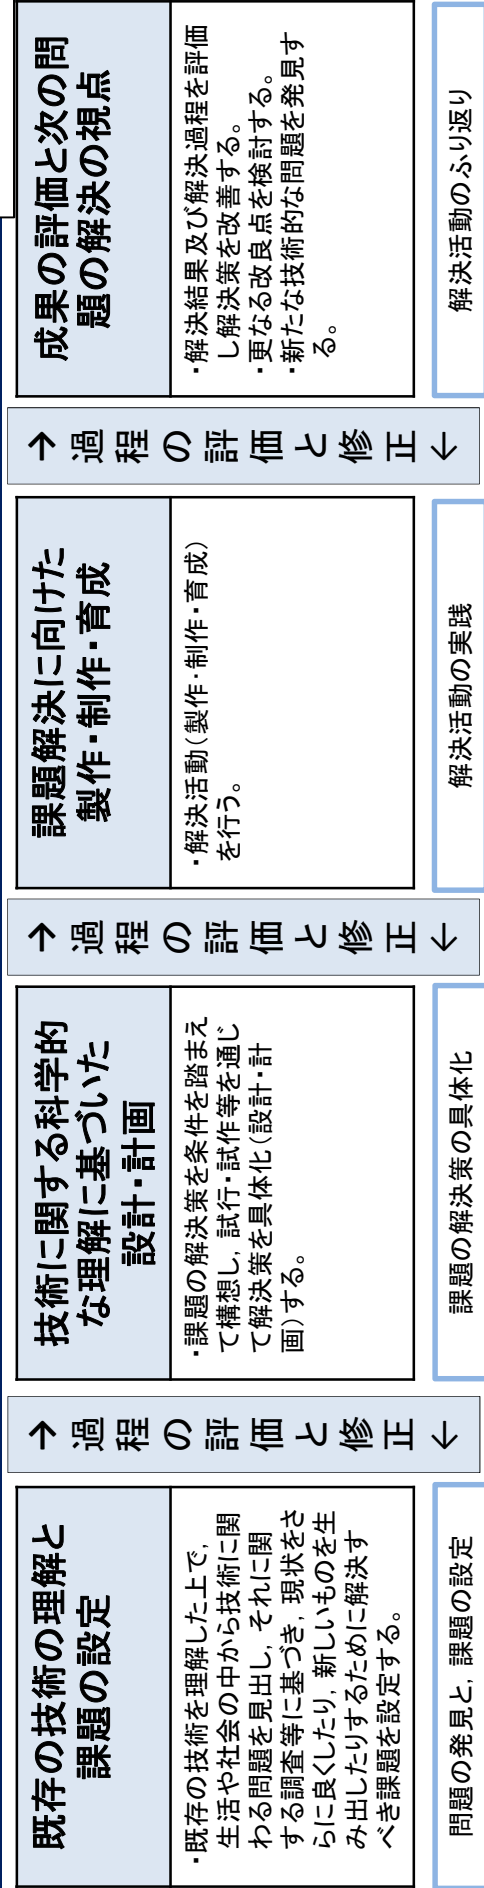 既存の技術の理解と
課題の設定
・既存の技術を理解した上で，
生活や社会の中から技術に関
わる問題を見出し，それに関
する調査等に基づき，現状をさ
らに良くしたり，新しいものを生
み出したりするために解決す
べき課題を設定する。
問題の発見と，課題の設定
↑過程の評価と修正↓
技術に関する科学的
な理解に基づいた
設計・計画
・課題の解決策を条件を踏まえ
て構想し，試行・試作等を通じ
て解決策を具体化（設計・計
画）する。
課題の解決策の具体化
↑過程の評価と修正↓
課題解決に向けた
製作・制作・育成
・解決活動（製作・制作・育成）
を行う。
解決活動の実践
↑過程の評価と修正↓
成果の評価と次の問
題の解決の視点
・解決結果及び解決過程を評価
し解決策を改善する。
・更なる改良点を検討する。
・新たな技術的な問題を発見す
る。
解決活動のふり返り